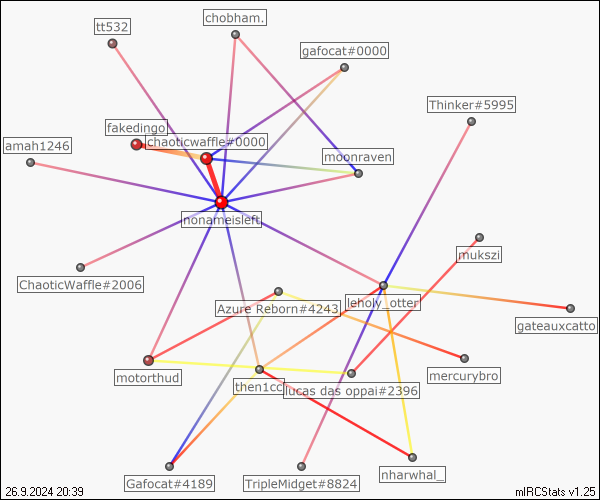 chobham.
tt532
gafocat#0000
Thinker#5995
fakedingo
chaoticwaffle#0000
amah1246
moonraven
nonameisleft
mukszi
ChaoticWaffle#2006
leholy_otter
Azure Reborn#4243
gateauxcatto
motorthud
mercurybro
then1cc
lucas das oppai#2396
Gafocat#4189
TripleMidget#8824
nharwhal_
26.9.2024 20:39
mIRCStats v1.25